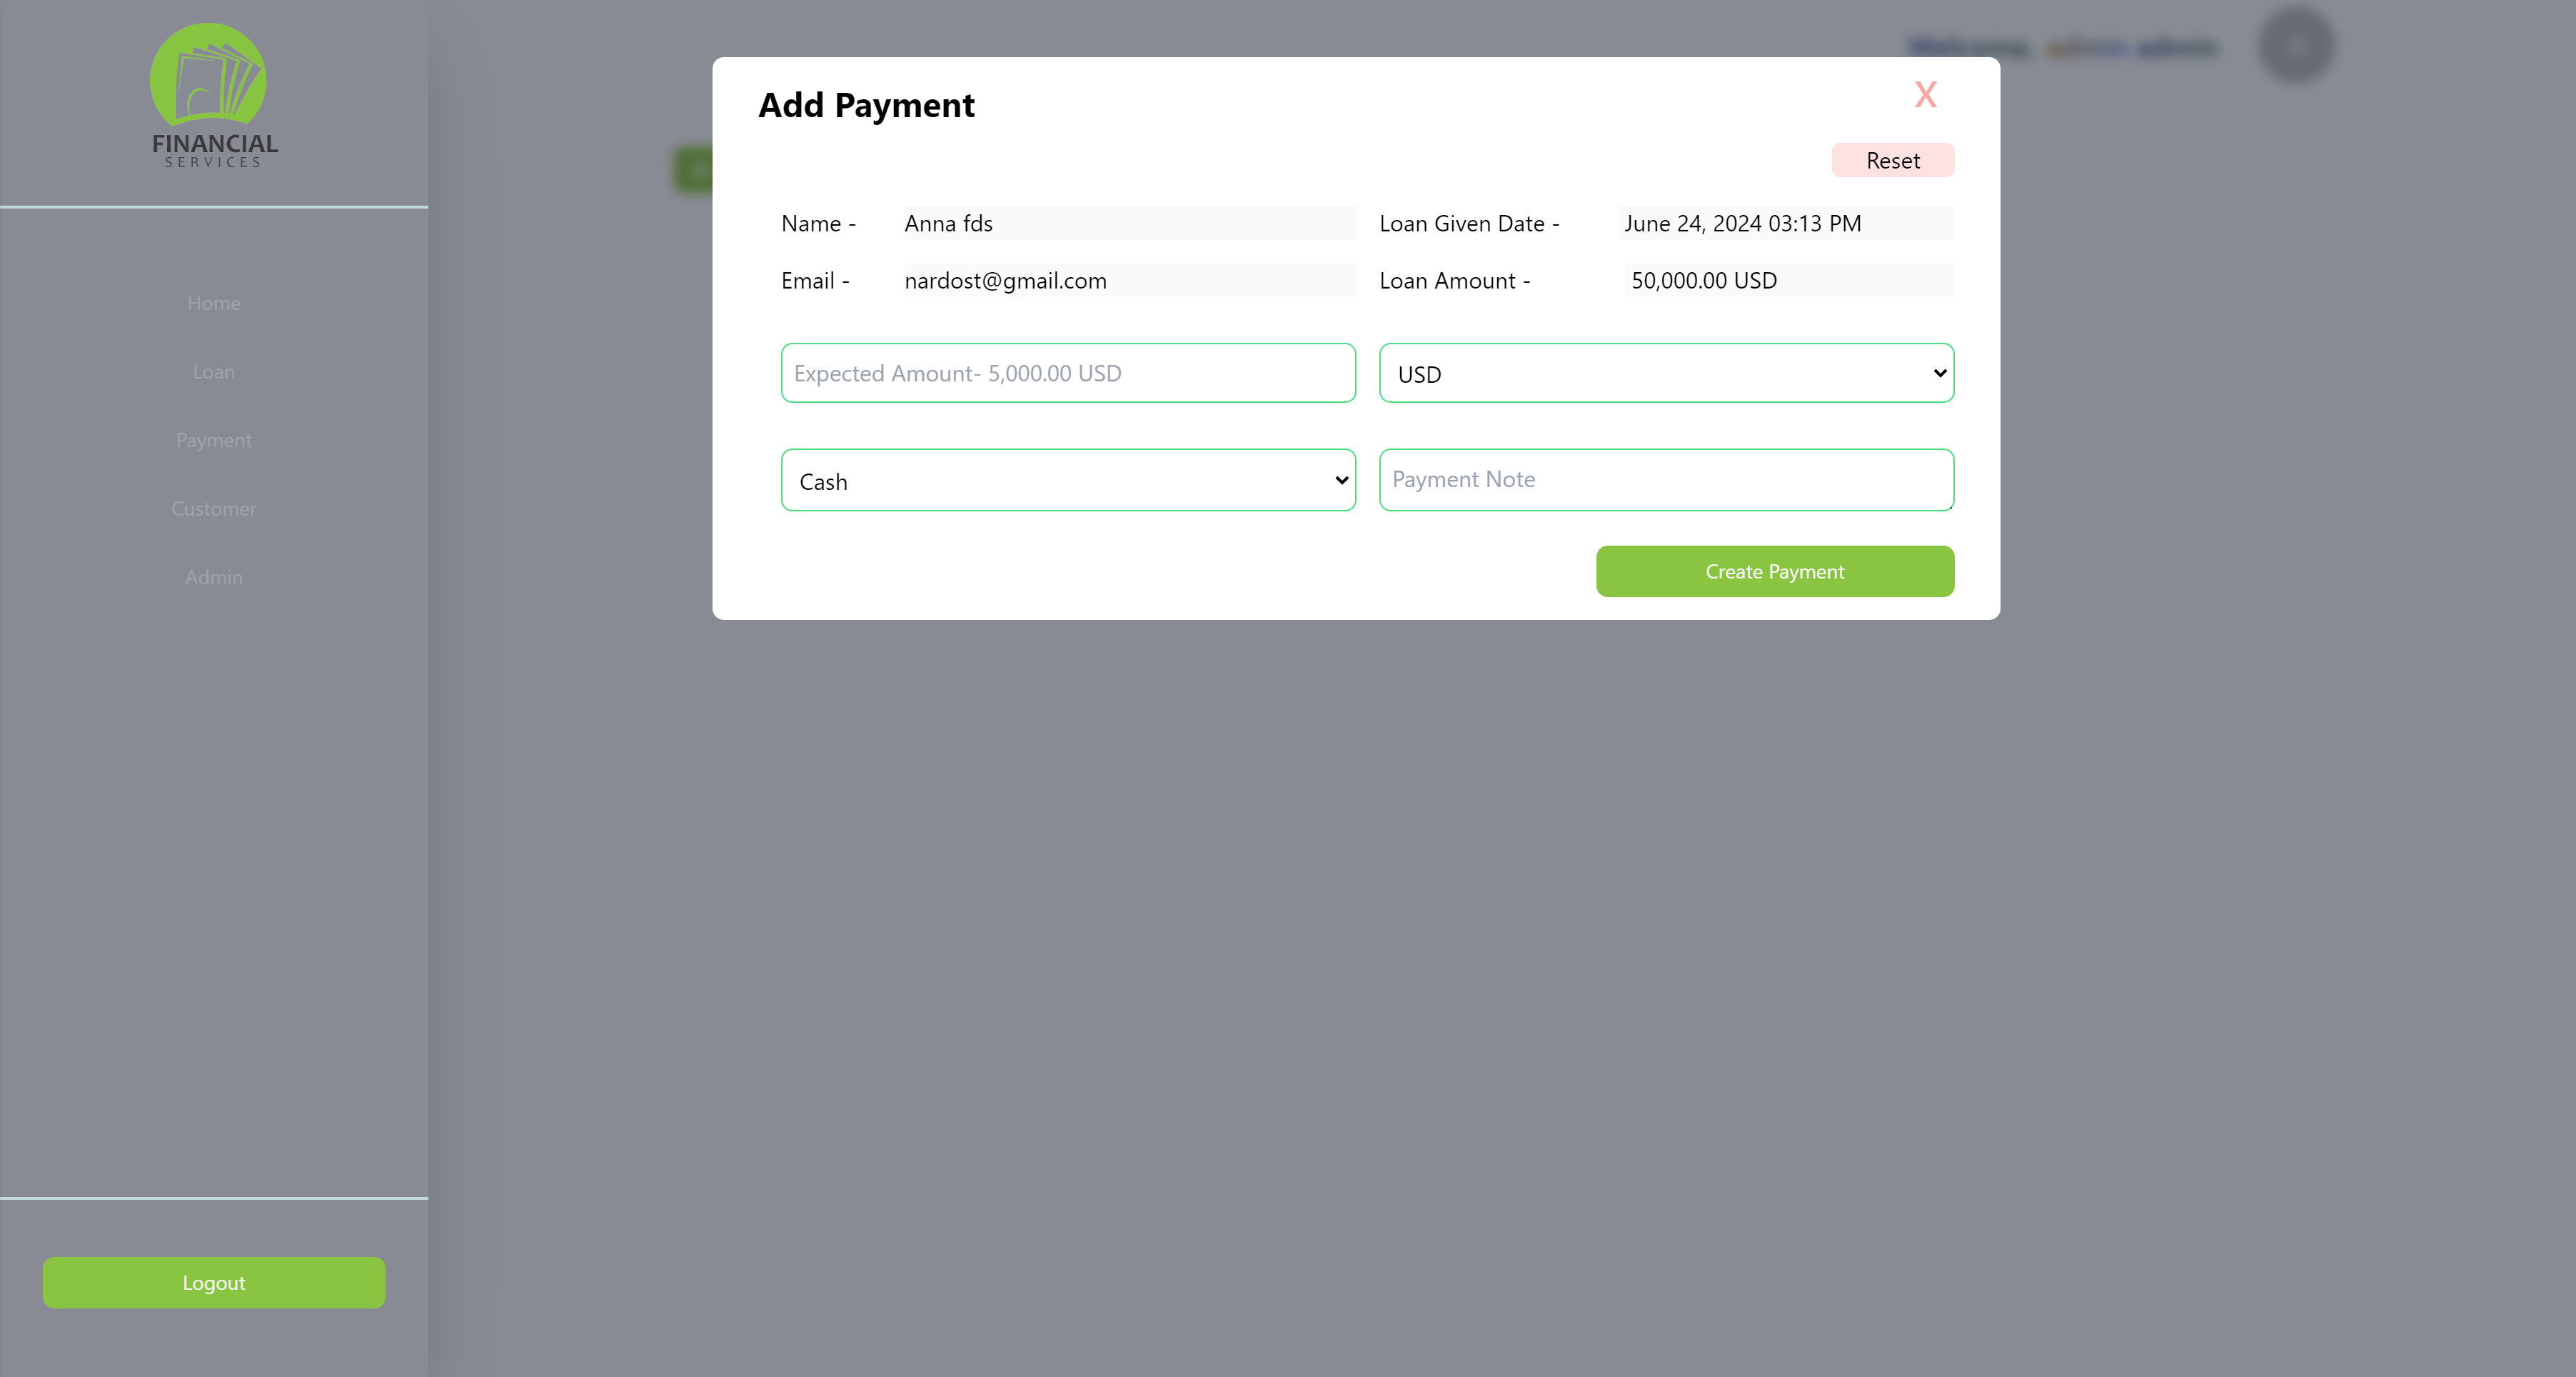 FINANCIAL
SERVICES
Home
Loan
Payment
Customer
Admin
Logout
Welcome, admin admin
Add Payment
X
Reset
Name - Anna fds
Loan Given Date - June 24, 2024 03:13 PM
Email - nardost@gmail.com
Loan Amount - 50,000.00 USD
Expected Amount- 5,000.00 USD
USD
Cash
Payment Note
Create Payment